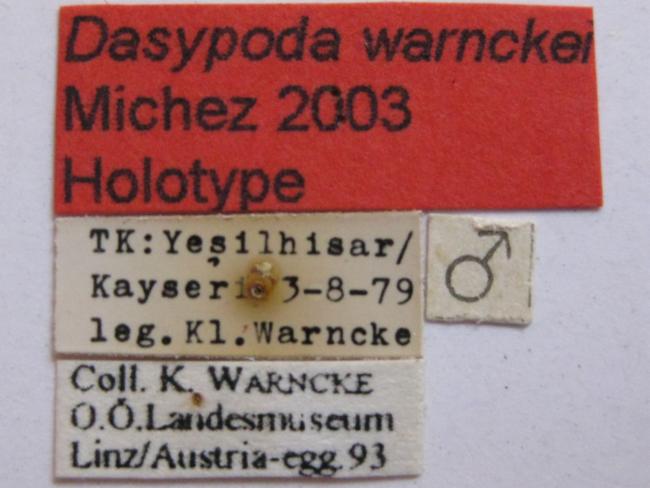 Dasypoda warnckei
Michez 2003
Holotype
TK:Yeşilhisar/
Kayseri 3-8-79
leg.Kl.Warncke
♂
Coll. K. WARNCKE
O.Ö.Landesmuseum
Linz/Austria-egg.93